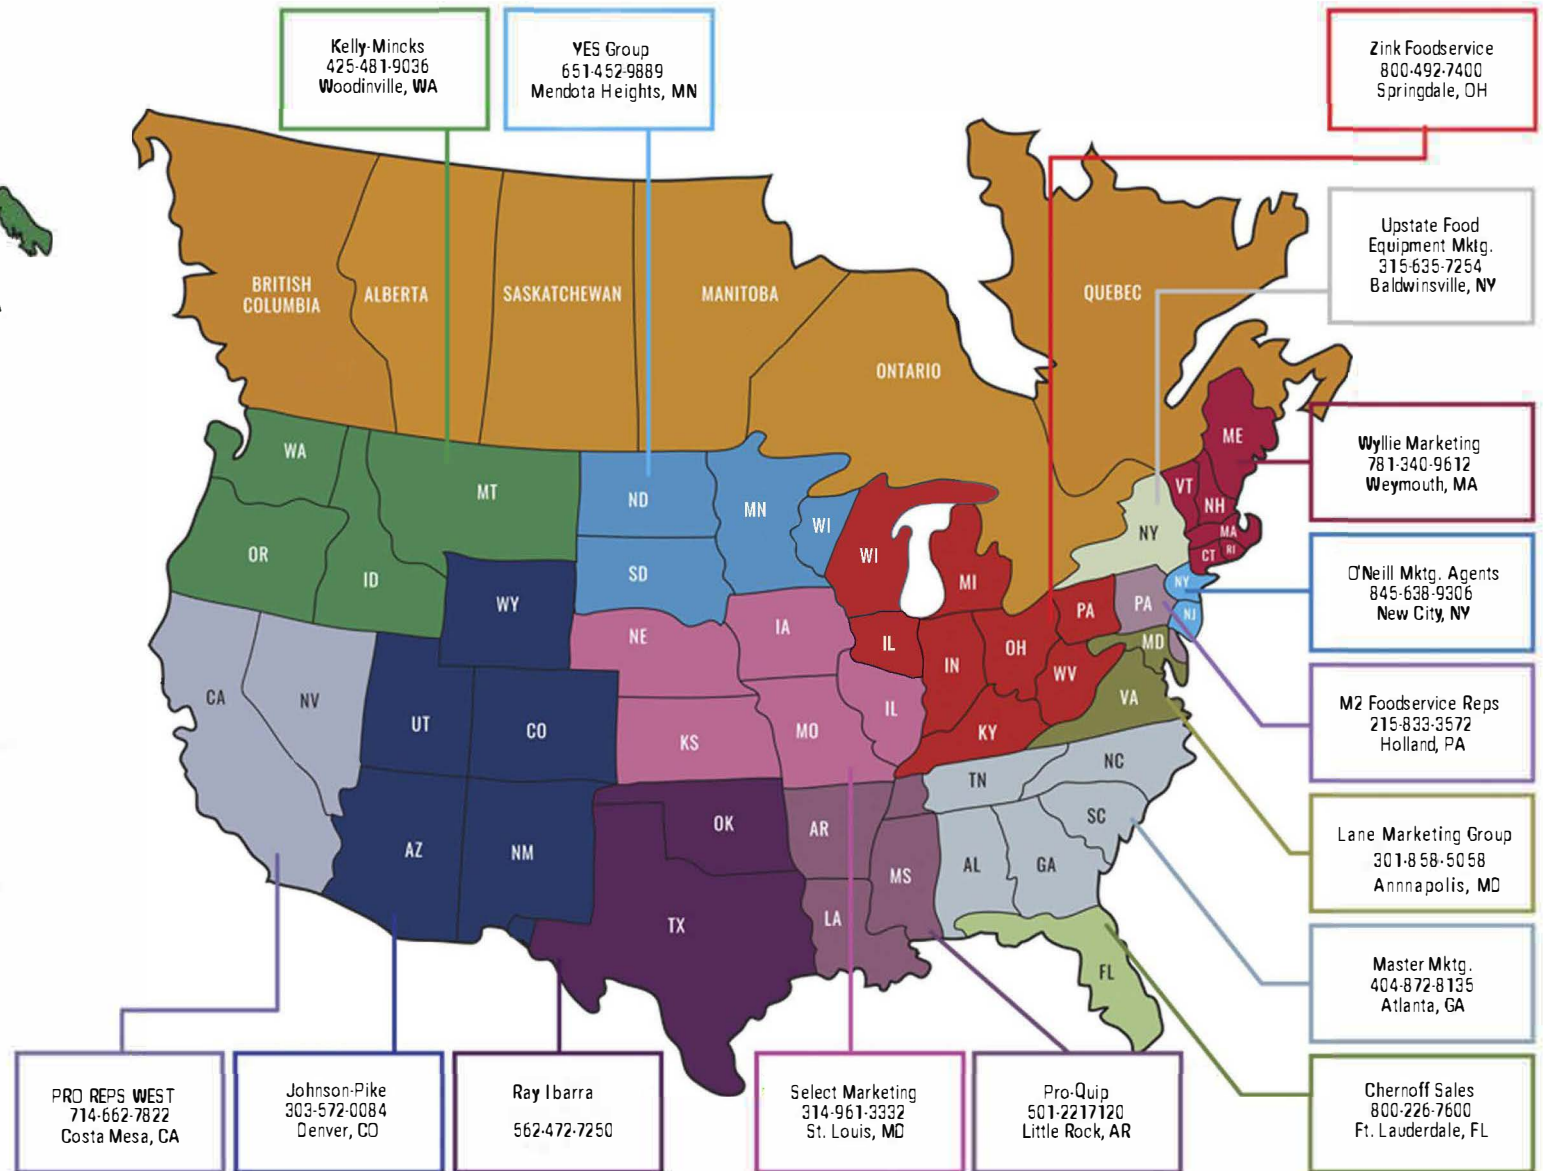 Kelly-Mincks
425-481-9036
Woodinville, WA
YES Group
651-452-9889
Mendota Heights, MN
Zink Foodservice
800-492-7400
Springdale, OH
Upstate Food
Equipment Mktg.
315-635-7254
Baldwinsville, NY
BRITISH
COLUMBIA
ALBERTA
SASKATCHEWAN
MANITOBA
ONTARIO
QUEBEC
Wyllie Marketing
781-340-9612
Weymouth, MA
O'Neill Mktg. Agents
845-638-9306
New City, NY
M2 Foodservice Reps
215-833-3572
Holland, PA
Lane Marketing Group
301-858-5058
Annnapolis, MD
Master Mktg.
404-872-8135
Atlanta, GA
Chernoff Sales
800-226-7600
Ft. Lauderdale, FL
WA
MT
ND
MN
WI
WI
MI
ME
VT
NH
MA
CT
RI
NY
OR
ID
SD
WY
NE
IA
IL
IN
OH
PA
PA
NY
NJ
MD
WV
VA
CA
NV
UT
CO
KS
MO
IL
KY
TN
NC
SC
AZ
NM
OK
AR
MS
AL
GA
TX
LA
FL
PRO REPS WEST
714-662-7822
Costa Mesa, CA
Johnson-Pike
303-572-0084
Denver, CO
Ray Ibarra
562-472-7250
Select Marketing
314-961-3332
St. Louis, MO
Pro-Quip
501-2217120
Little Rock, AR